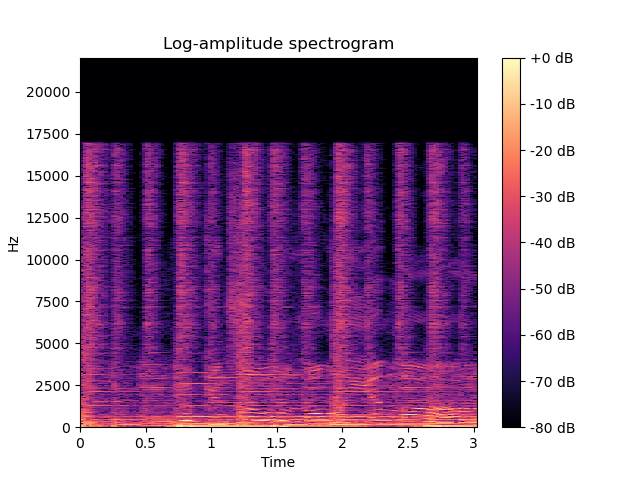 Log-amplitude spectrogram
+0 dB
20000
-10 dB
17500
-20 dB
15000
-30 dB
12500
-40 dB
Hz
10000
-50 dB
7500
-60 dB
5000
2500
-70 dB
0
-80 dB
0 0.5 1 1.5 2 2.5 3
Time